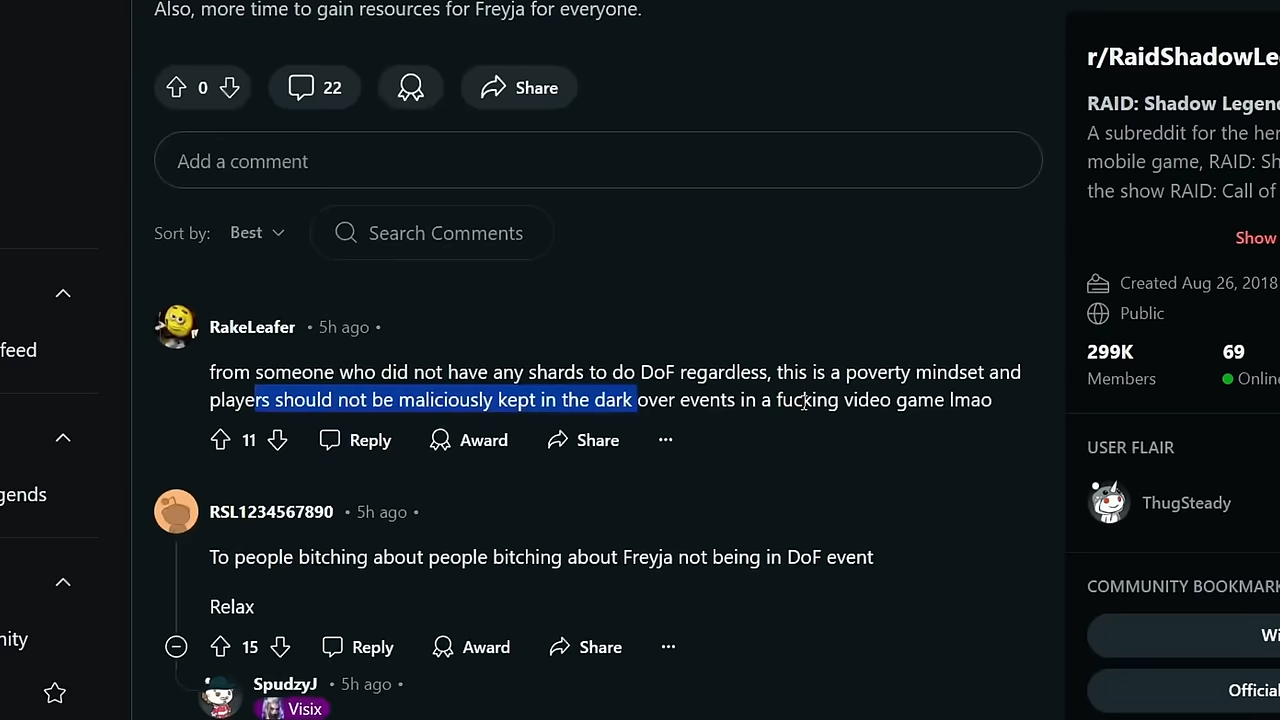 Also, more time to gain resources for Freyja for everyone.
0
22
Share
Add a comment
Sort by:
Best
Search Comments
RakeLeafer • 5h ago •
from someone who did not have any shards to do DoF regardless, this is a poverty mindset and
players should not be maliciously kept in the dark over events in a fucking video game lmao
11
Reply
Award
Share
RSL1234567890 • 5h ago •
To people bitching about people bitching about Freyja not being in DoF event
Relax
15
Reply
Award
Share
SpudzyJ • 5h ago •
Visix
feed
gends
nity
r/RaidShadowLe
RAID: Shadow Legend
A subreddit for the her
mobile game, RAID: Sh
the show RAID: Call of
Show
Created Aug 26, 2018
Public
299K
69
Members
Online
USER FLAIR
ThugSteady
COMMUNITY BOOKMARK
Wi
Official